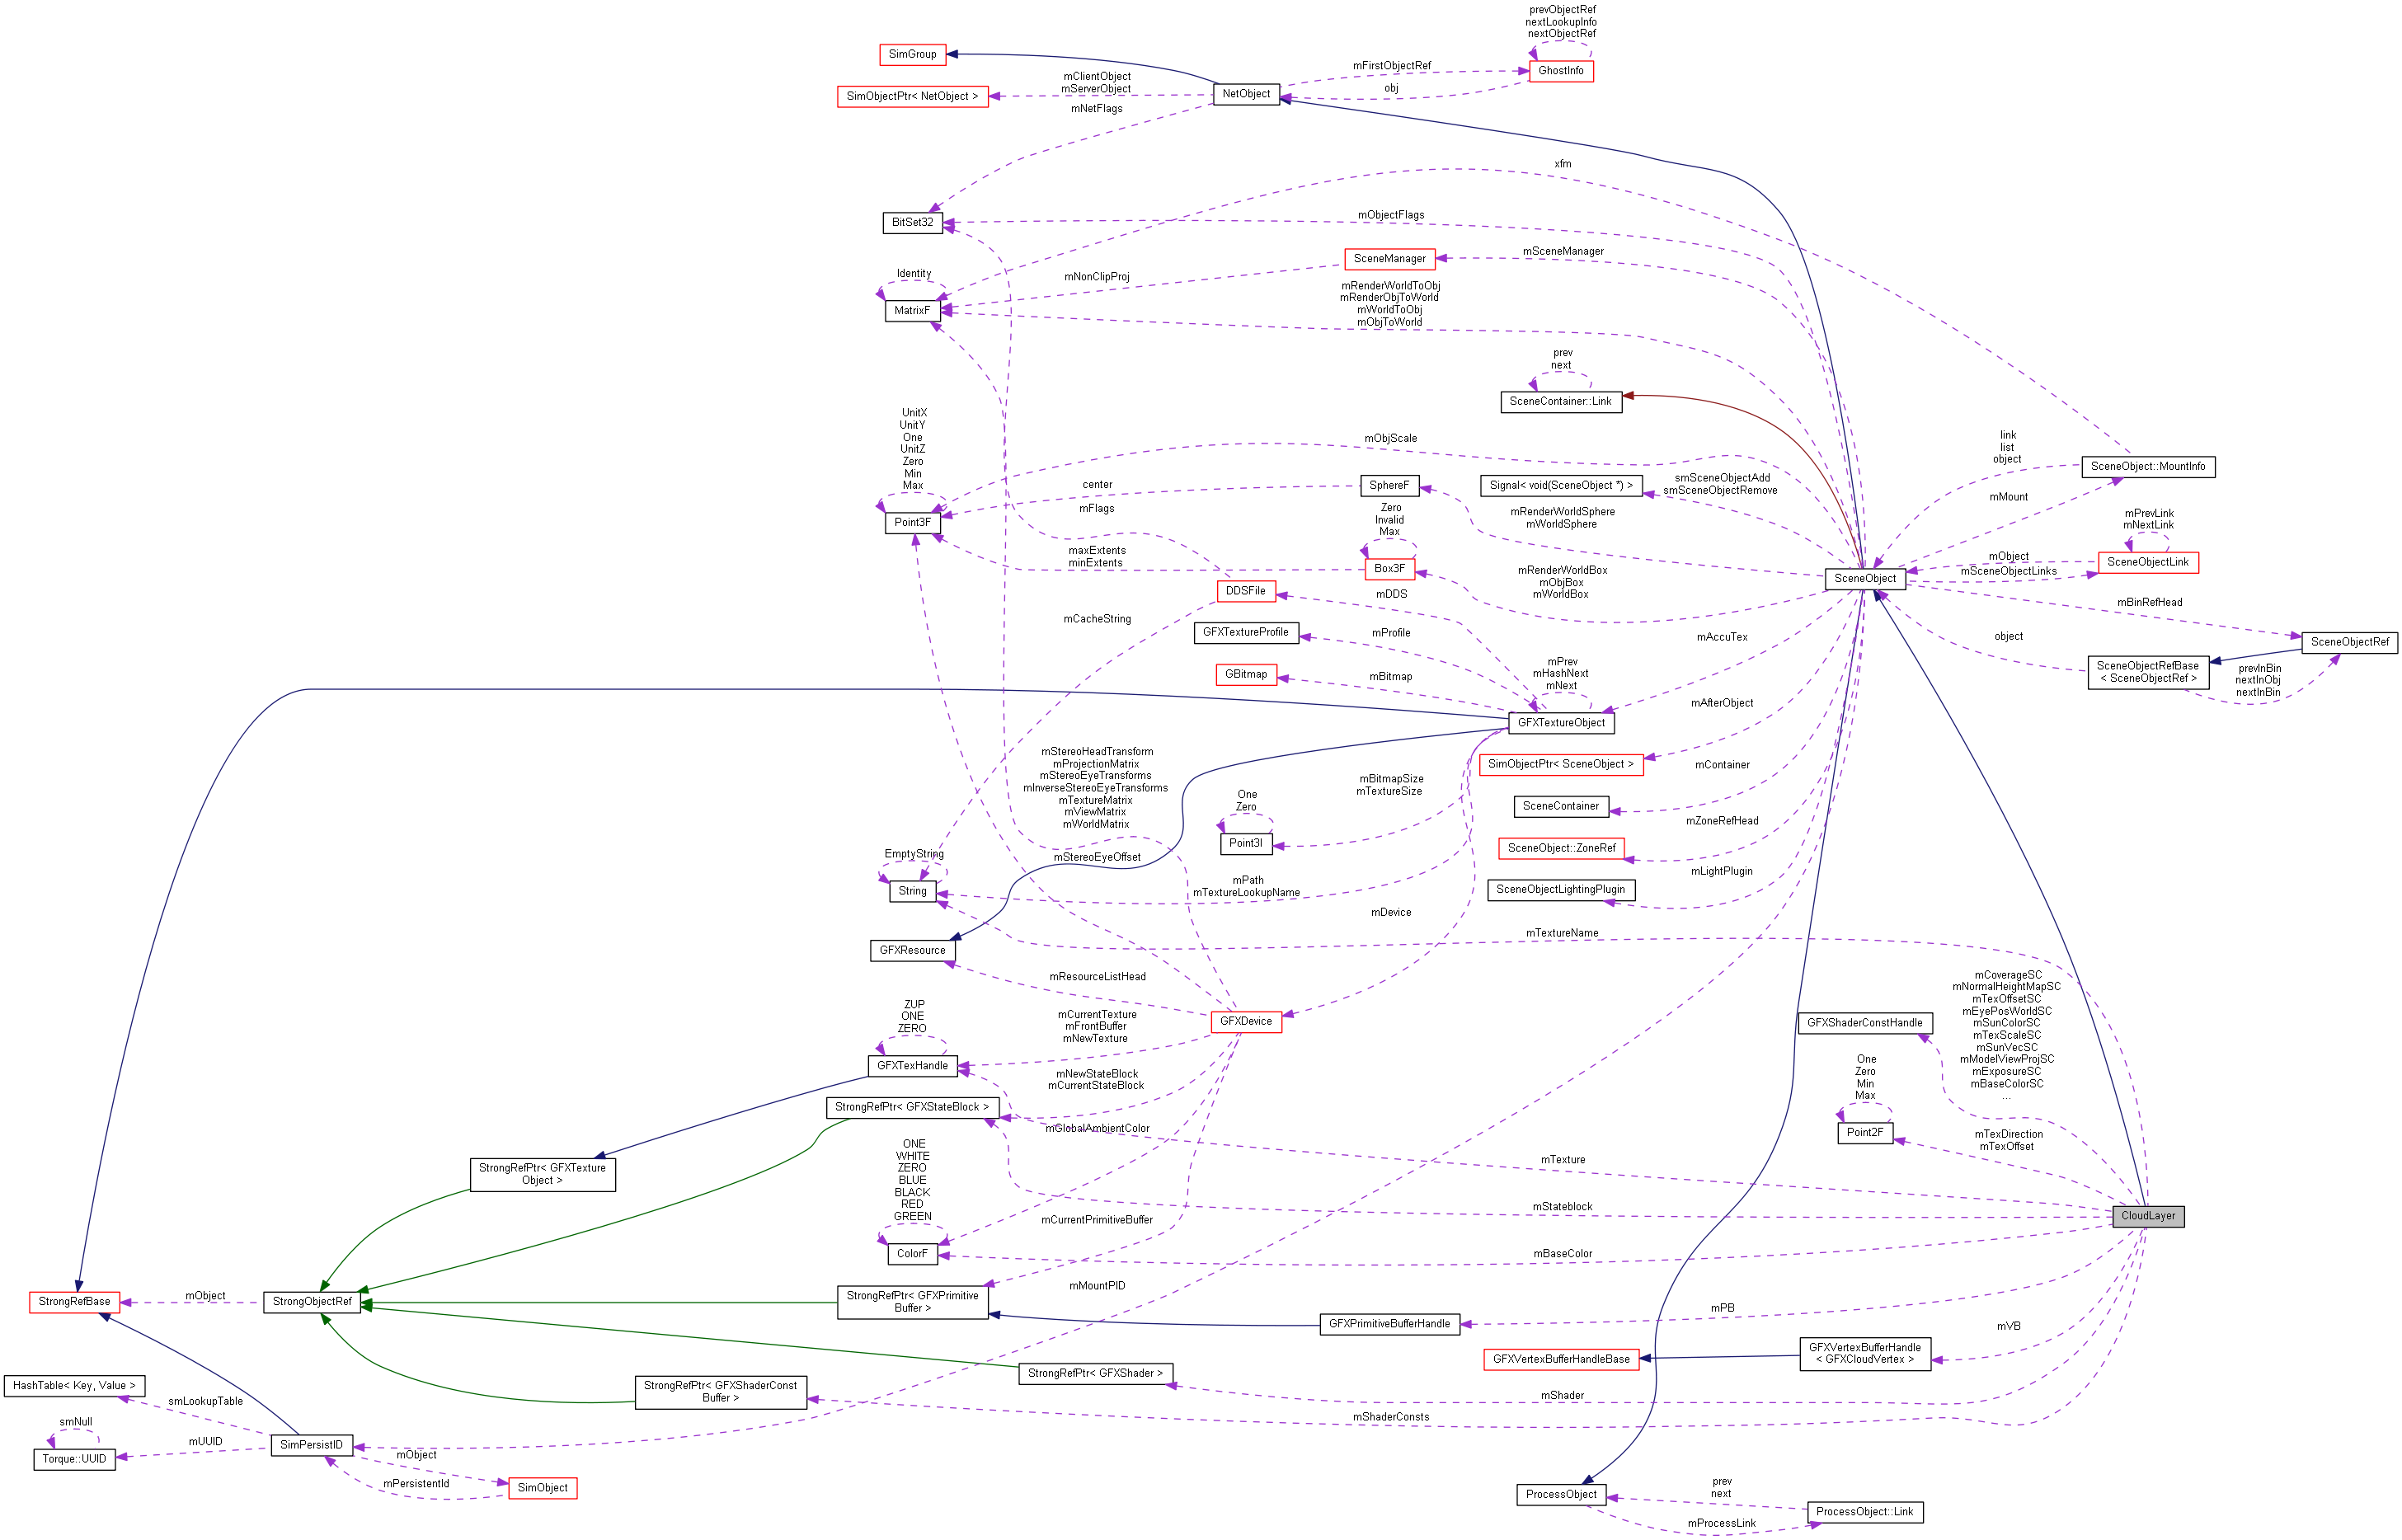 prevObjectRef
nextLookupInfo
nextObjectRef
SimGroup
GhostInfo
mFirstObjectRef
mClientObject
mServerObject
SimObjectPtr< NetObject >
NetObject
obj
mNetFlags
xfm
BitSet32
mObjectFlags
mSceneManager
SceneManager
Identity
mNonClipProj
MatrixF
mRenderWorldToObj
mRenderObjToWorld
mWorldToObj
mObjToWorld
prev
next
SceneContainer::Link
UnitX
UnitY
One
UnitZ
Zero
Min
Max
mObjScale
link
list
object
SceneObject::MountInfo
center
SphereF
Signal< void(SceneObject *) >
smSceneObjectAdd
smSceneObjectRemove
mMount
Point3F
mFlags
Zero
Invalid
Max
mRenderWorldSphere
mWorldSphere
mPrevLink
mNextLink
maxExtents
minExtents
Box3F
mObject
SceneObjectLink
mRenderWorldBox
mObjBox
mWorldBox
SceneObject
mSceneObjectLinks
DDSFile
mDDS
mBinRefHead
mCacheString
GFXTextureProfile
mProfile
mAccuTex
object
SceneObjectRef
GBitmap
mBitmap
mPrev
mHashNext
mNext
SceneObjectRefBase
< SceneObjectRef >
prevInBin
nextInObj
nextInBin
GFXTextureObject
mAfterObject
mStereoHeadTransform
mProjectionMatrix
mStereoEyeTransforms
mInverseStereoEyeTransforms
mTextureMatrix
mViewMatrix
mWorldMatrix
SimObjectPtr< SceneObject >
mContainer
mBitmapSize
mTextureSize
One
Zero
SceneContainer
Point3I
mZoneRefHead
SceneObject::ZoneRef
EmptyString
mStereoEyeOffset
mLightPlugin
String
mPath
mTextureLookupName
SceneObjectLightingPlugin
mDevice
mTextureName
GFXResource
mResourceListHead
mCoverageSC
mNormalHeightMapSC
mTexOffsetSC
mEyePosWorldSC
mSunColorSC
mTexScaleSC
mSunVecSC
mModelViewProjSC
mExposureSC
mBaseColorSC
...
ZUP
ONE
ZERO
mCurrentTexture
mFrontBuffer
mNewTexture
GFXDevice
GFXShaderConstHandle
GFXTexHandle
mNewStateBlock
mCurrentStateBlock
One
Zero
Min
Max
StrongRefPtr< GFXStateBlock >
mGlobalAmbientColor
Point2F
mTexDirection
mTexOffset
ONE
WHITE
ZERO
BLUE
BLACK
RED
GREEN
StrongRefPtr< GFXTexture
Object >
mTexture
mStateblock
CloudLayer
mCurrentPrimitiveBuffer
ColorF
mBaseColor
mMountPID
StrongRefBase
mObject
StrongObjectRef
StrongRefPtr< GFXPrimitive
Buffer >
mPB
GFXPrimitiveBufferHandle
mVB
GFXVertexBufferHandleBase
GFXVertexBufferHandle
< GFXCloudVertex >
StrongRefPtr< GFXShader >
HashTable< Key, Value >
smLookupTable
StrongRefPtr< GFXShaderConst
Buffer >
mShader
mShaderConsts
smNull
mUUID
SimPersistID
Torque::UUID
mObject
mPersistentId
SimObject
ProcessObject
prev
next
ProcessObject::Link
mProcessLink